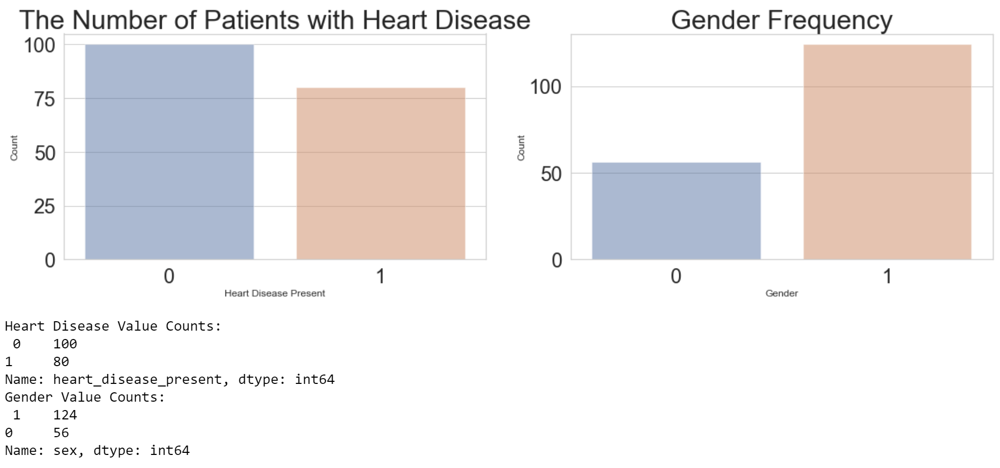 The Number of Patients with Heart Disease
100
75
50
25
0
Count
0 1
Heart Disease Present
Gender Frequency
100
50
0
Count
0 1
Gender
Heart Disease Value Counts:
0 100
1 80
Name: heart_disease_present, dtype: int64
Gender Value Counts:
1 124
0 56
Name: sex, dtype: int64